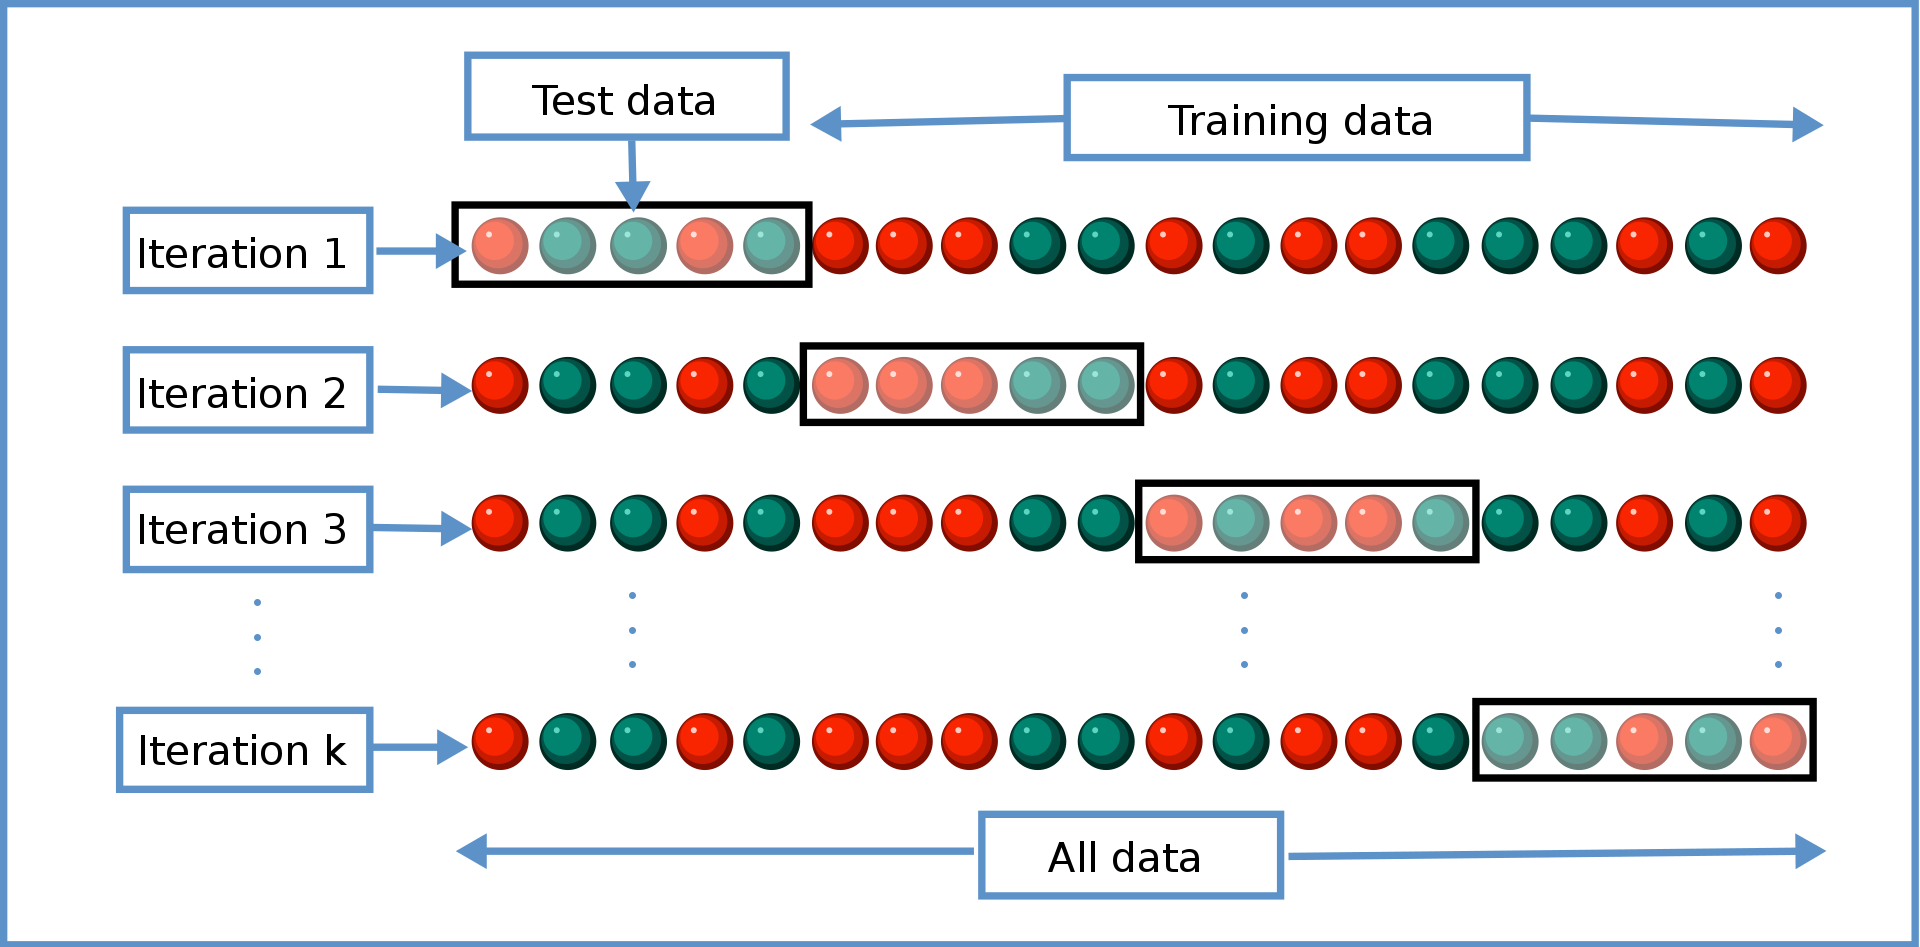 Test data
Training data
Iteration 1
Iteration 2
Iteration 3
Iteration k
All data